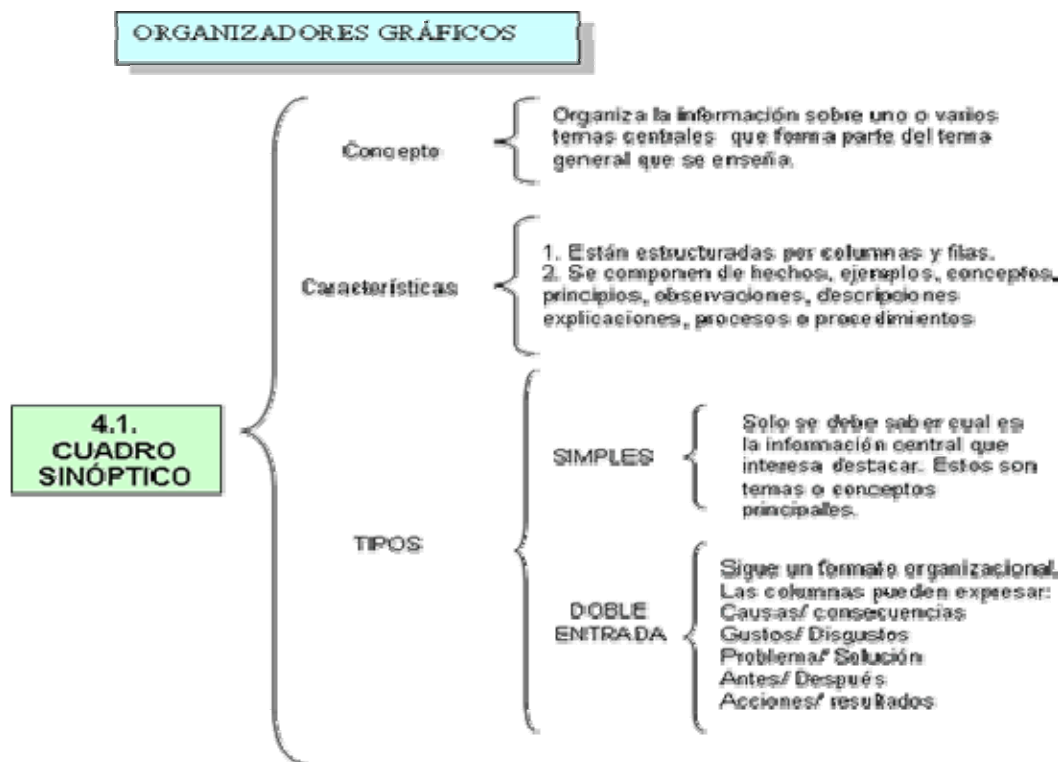 ORGANIZADORES GRÁFICOS
Concepto
Organiza la información sobre uno o varios
temas centrales que forma parte del tema
general que se enseña.
Características
1. Están estructuradas por columnas y filas.
2. Se componen de hechos, ejemplos, conceptos,
principios, observaciones, descripciones
explicaciones, procesos o procedimientos
4.1.
CUADRO
SINÓPTICO
TIPOS
SIMPLES
Solo se debe saber cual es
la información central que
interesa destacar. Estos son
temas o conceptos
principales.
DOBLE
ENTRADA
Sigue un formato organizacional.
Las columnas pueden expresar:
Causas/ consecuencias
Gustos/ Disgustos
Problema/ Solución
Antes/ Después
Acciones/ resultados